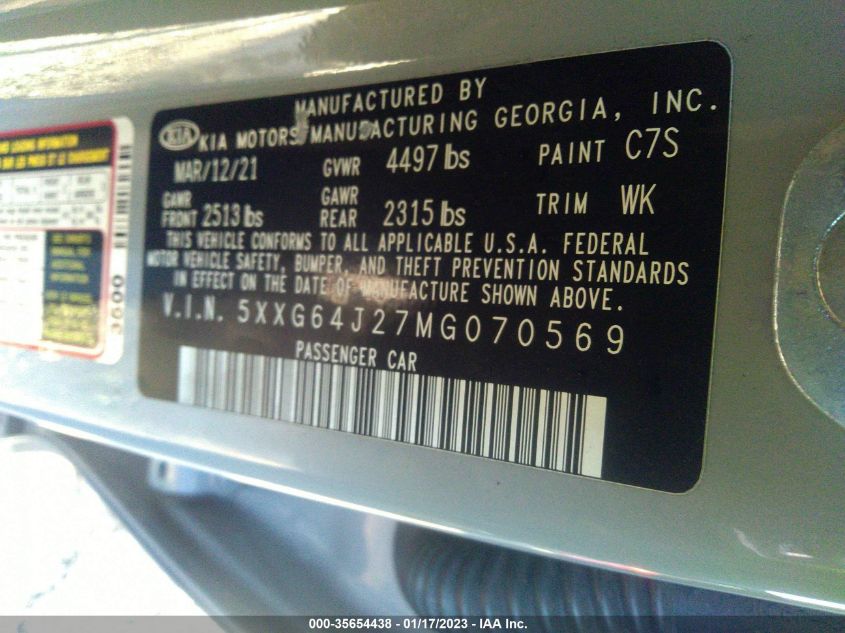 MANUFACTURED BY
KIA KIA MOTORS MANUFACTURING GEORGIA, INC.
MAR/12/21 GVWR 4497 lbs PAINT C7S
GAWR FRONT 2513 lbs GAWR REAR 2315 lbs TRIM WK
THIS VEHICLE CONFORMS TO ALL APPLICABLE U.S.A. FEDERAL
MOTOR VEHICLE SAFETY, BUMPER, AND THEFT PREVENTION STANDARDS
IN EFFECT ON THE DATE OF MANUFACTURE SHOWN ABOVE.
V.I.N. 5XXG64J27MG070569
PASSENGER CAR
3600
000-35654438 - 01/17/2023 - IAA Inc.